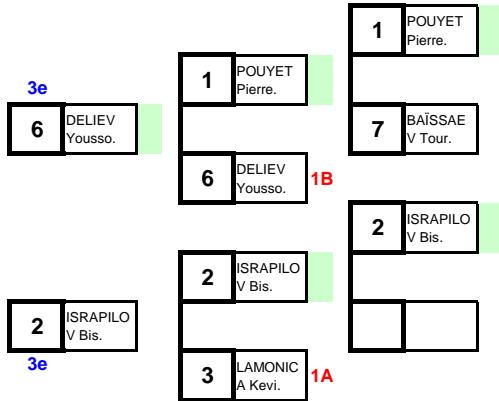 3e
6
DELIEV
Yousso.
2
ISRAPILO
V Bis.
3e
1
POUYET
Pierre.
6
DELIEV
Yousso.
1B
2
ISRAPILO
V Bis.
3
LAMONIC
A Kevi.
1A
1
POUYET
Pierre.
7
BAÏSSAE
V Tour.
2
ISRAPILO
V Bis.